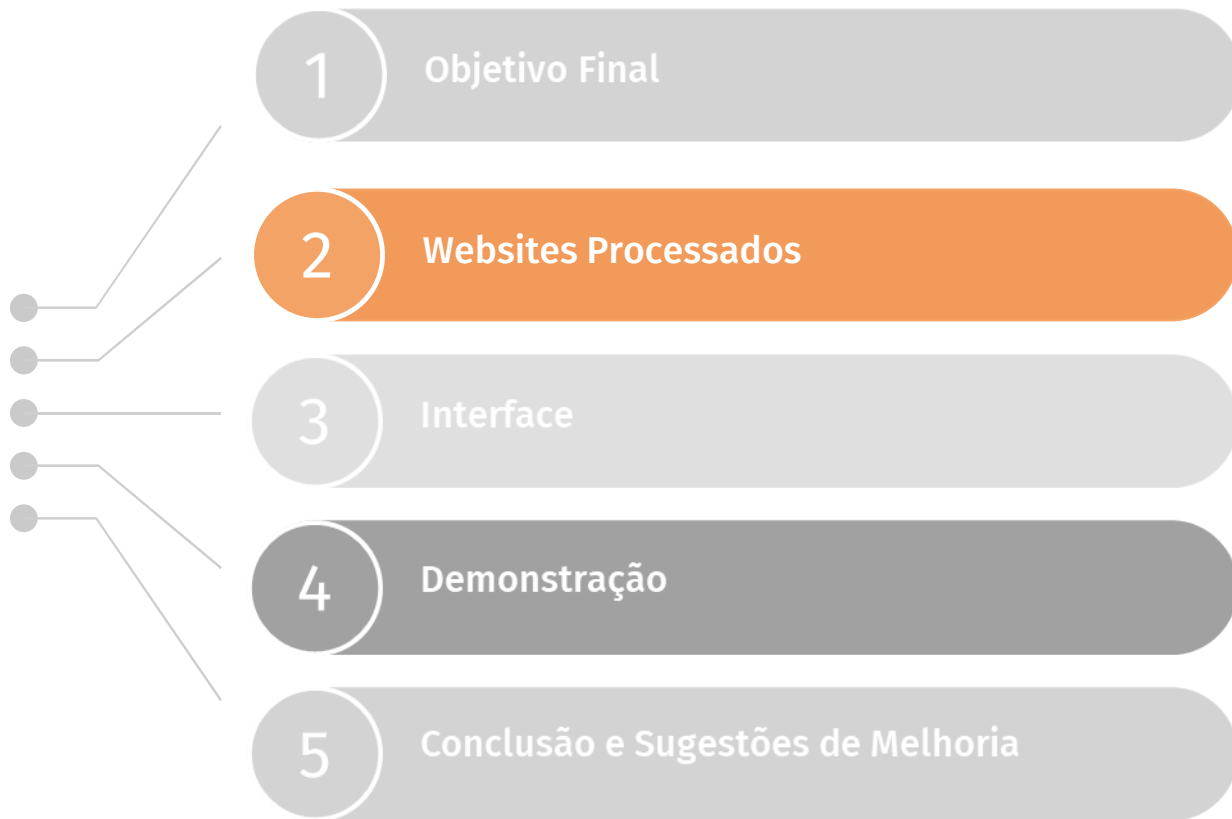 1 Objetivo Final
2 Websites Processados
3 Interface
4 Demonstração
5 Conclusão e Sugestões de Melhoria